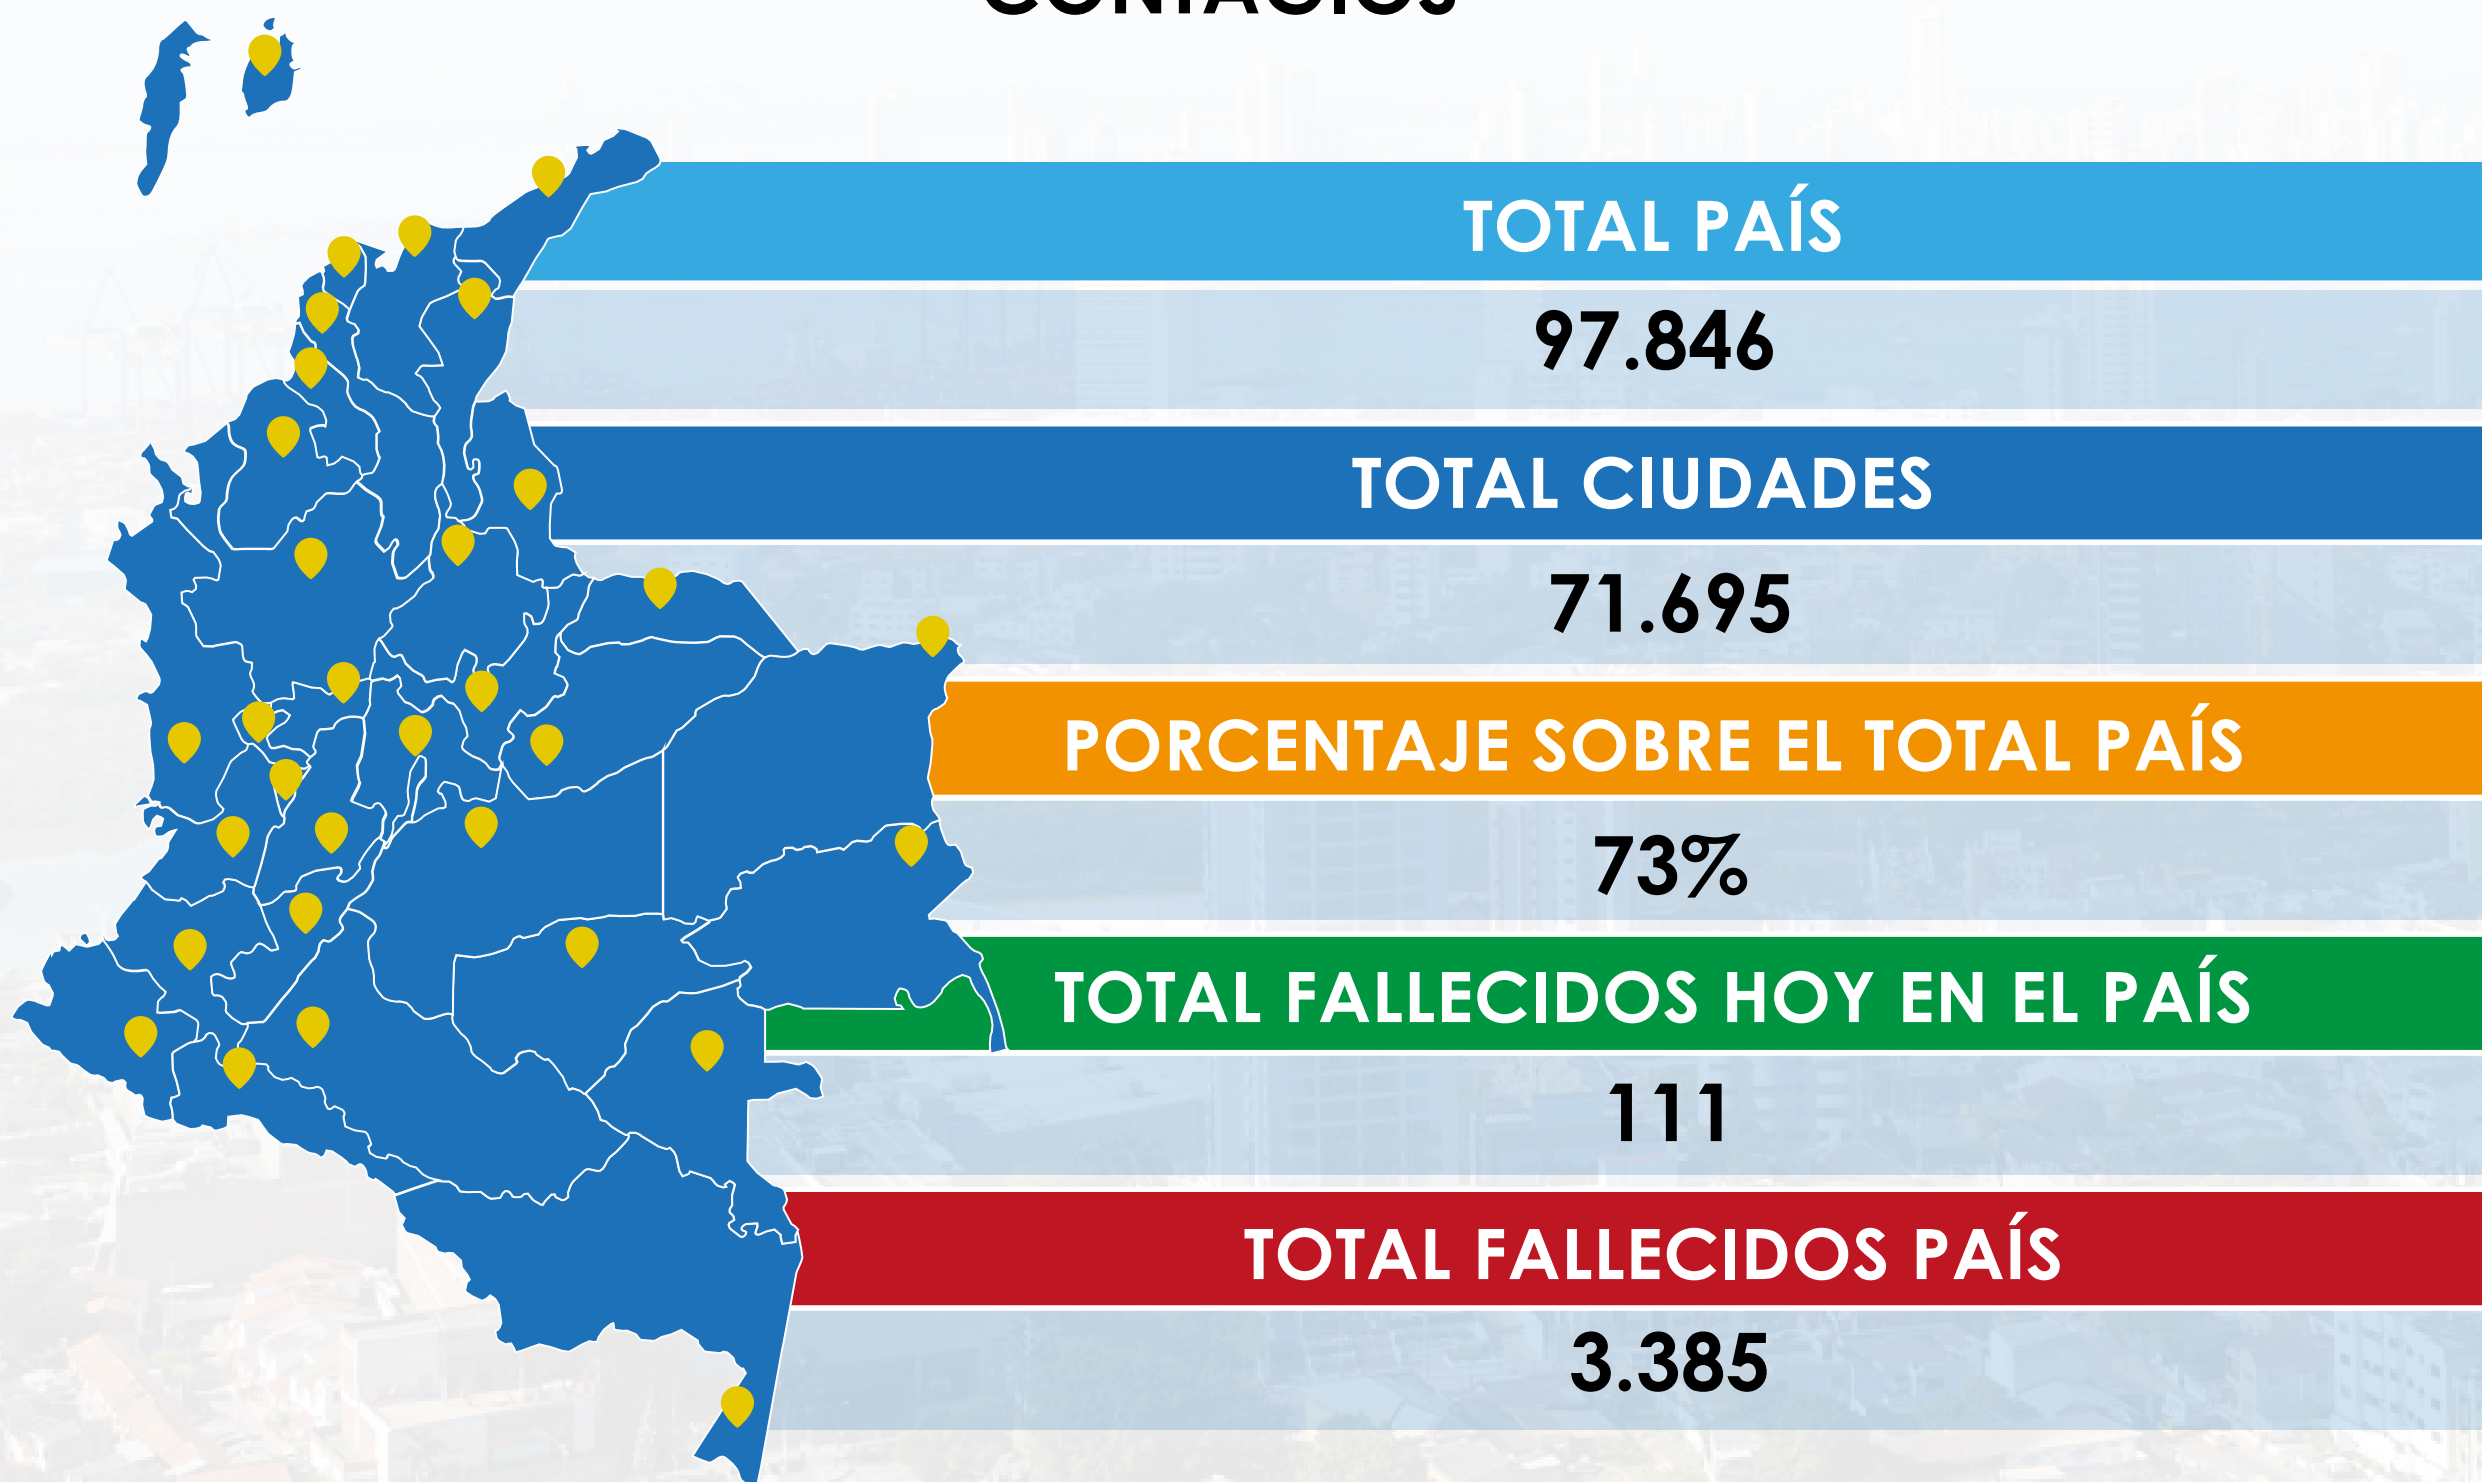 CONTAGIOS
TOTAL PAÍS
97.846
TOTAL CIUDADES
71.695
PORCENTAJE SOBRE EL TOTAL PAÍS
73%
TOTAL FALLECIDOS HOY EN EL PAÍS
111
TOTAL FALLECIDOS PAÍS
3.385